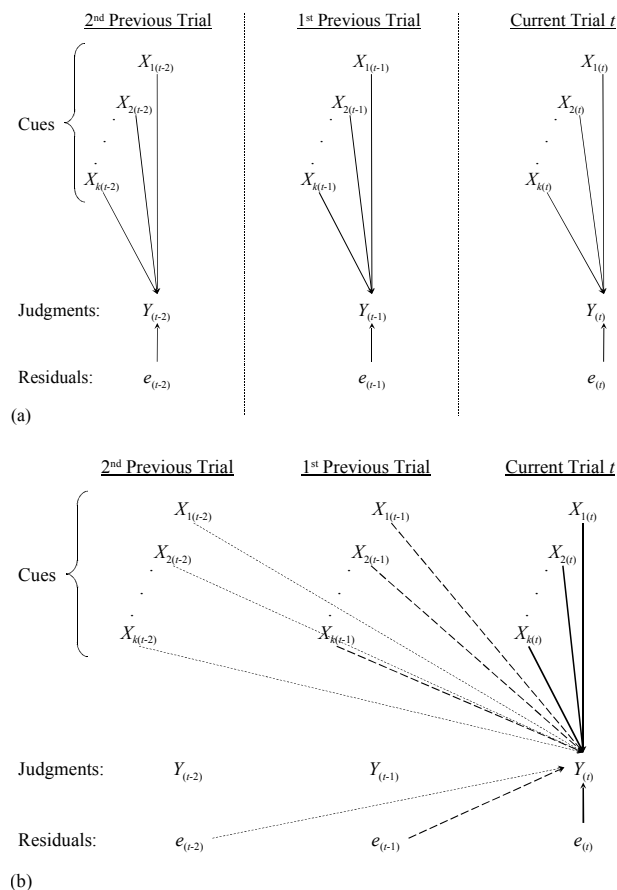 2nd Previous Trial 1st Previous Trial Current Trial t
X1(t-2) X1(t-1) X1(t)
X2(t-2) X2(t-1) X2(t)
Cues
Xk(t-2) Xk(t-1) Xk(t)
Judgments: Y(t-2) Y(t-1) Y(t)
Residuals: e(t-2) e(t-1) e(t)
(a)
2nd Previous Trial 1st Previous Trial Current Trial t
X1(t-2) X1(t-1) X1(t)
X2(t-2) X2(t-1) X2(t)
Cues
Xk(t-2) Xk(t-1) Xk(t)
Judgments: Y(t-2) Y(t-1) Y(t)
Residuals: e(t-2) e(t-1) e(t)
(b)